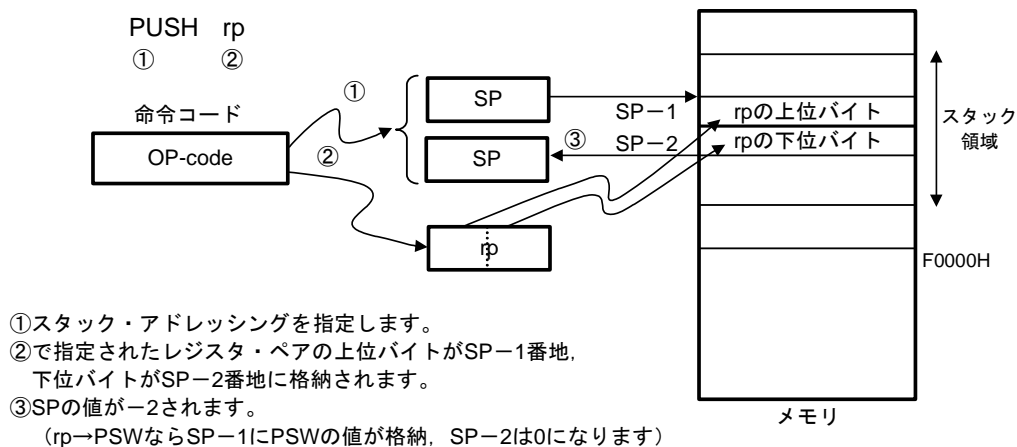 PUSH rp
① ②
命令コード
OP-code
①
②
SP
SP
③
rp
SP－1
SP－2
rpの上位バイト
rpの下位バイト
スタック
領域
F0000H
メモリ
①スタック・アドレッシングを指定します。
②で指定されたレジスタ・ペアの上位バイトがSP－1番地，
下位バイトがSP－2番地に格納されます。
③SPの値が－2されます。
（rp→PSWならSP－1にPSWの値が格納，SP－2は0になります）